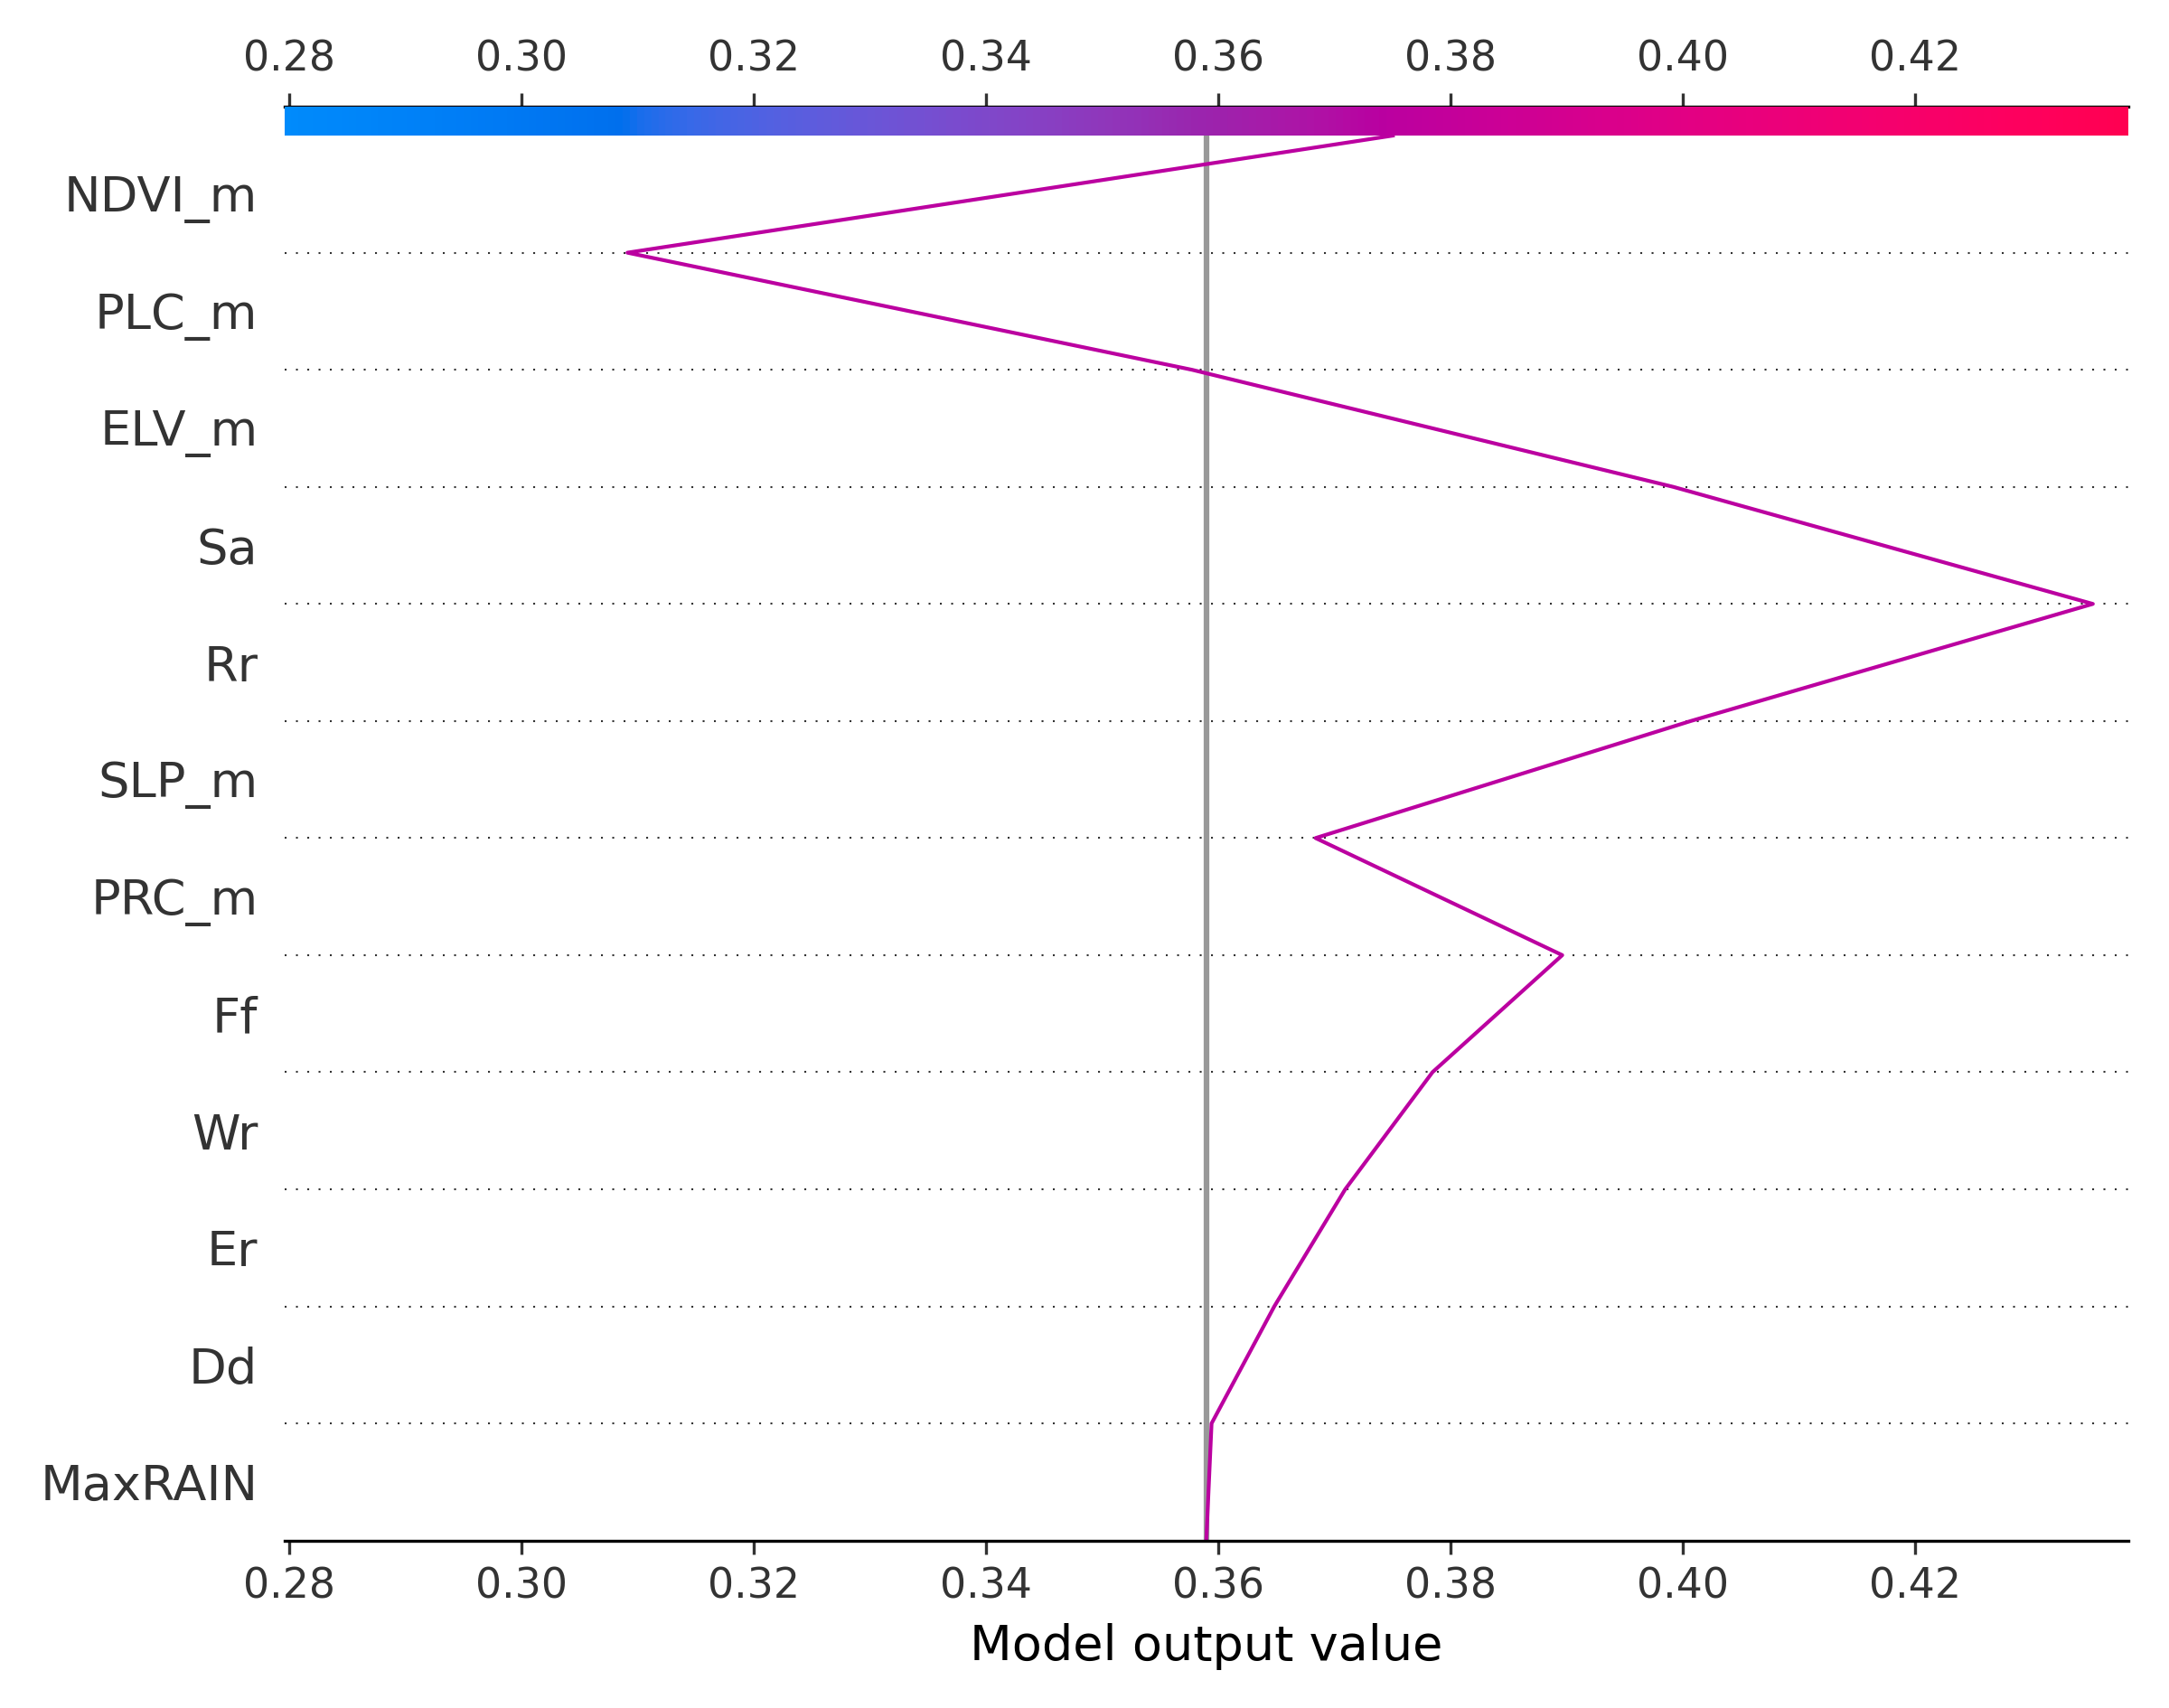 0.28 0.30 0.32 0.34 0.36 0.38 0.40 0.42
NDVI_m
PLC_m
ELV_m
Sa
Rr
SLP_m
PRC_m
Ff
Wr
Er
Dd
MaxRAIN
0.28 0.30 0.32 0.34 0.36 0.38 0.40 0.42
Model output value